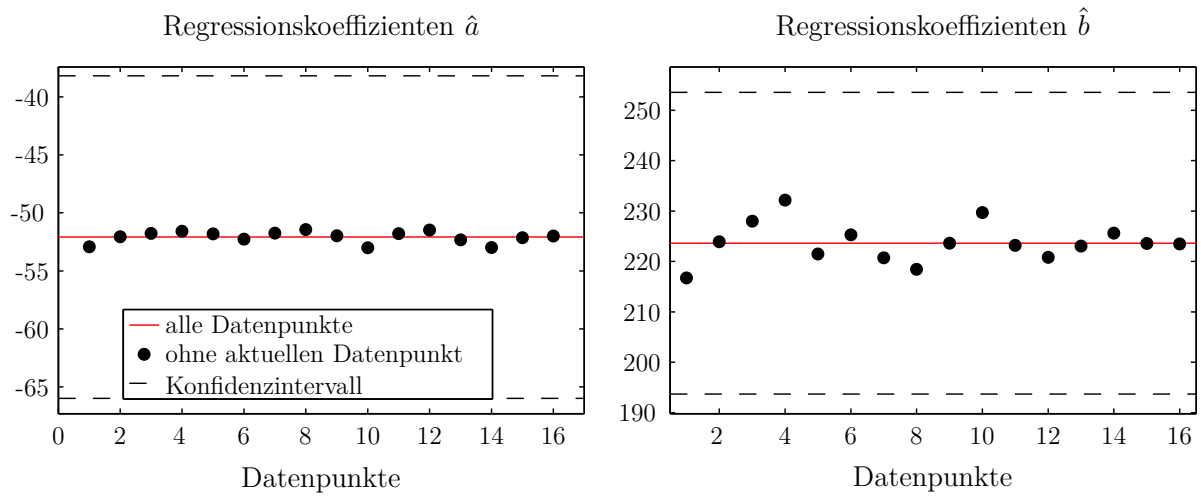 Regressionskoeffizienten â
-40
-45
-50
-55
-60
-65
alle Datenpunkte
ohne aktuellen Datenpunkt
Konfidenzintervall
0 2 4 6 8 10 12 14 16
Datenpunkte
Regressionskoeffizienten b̂
250
240
230
220
210
200
190
2 4 6 8 10 12 14 16
Datenpunkte